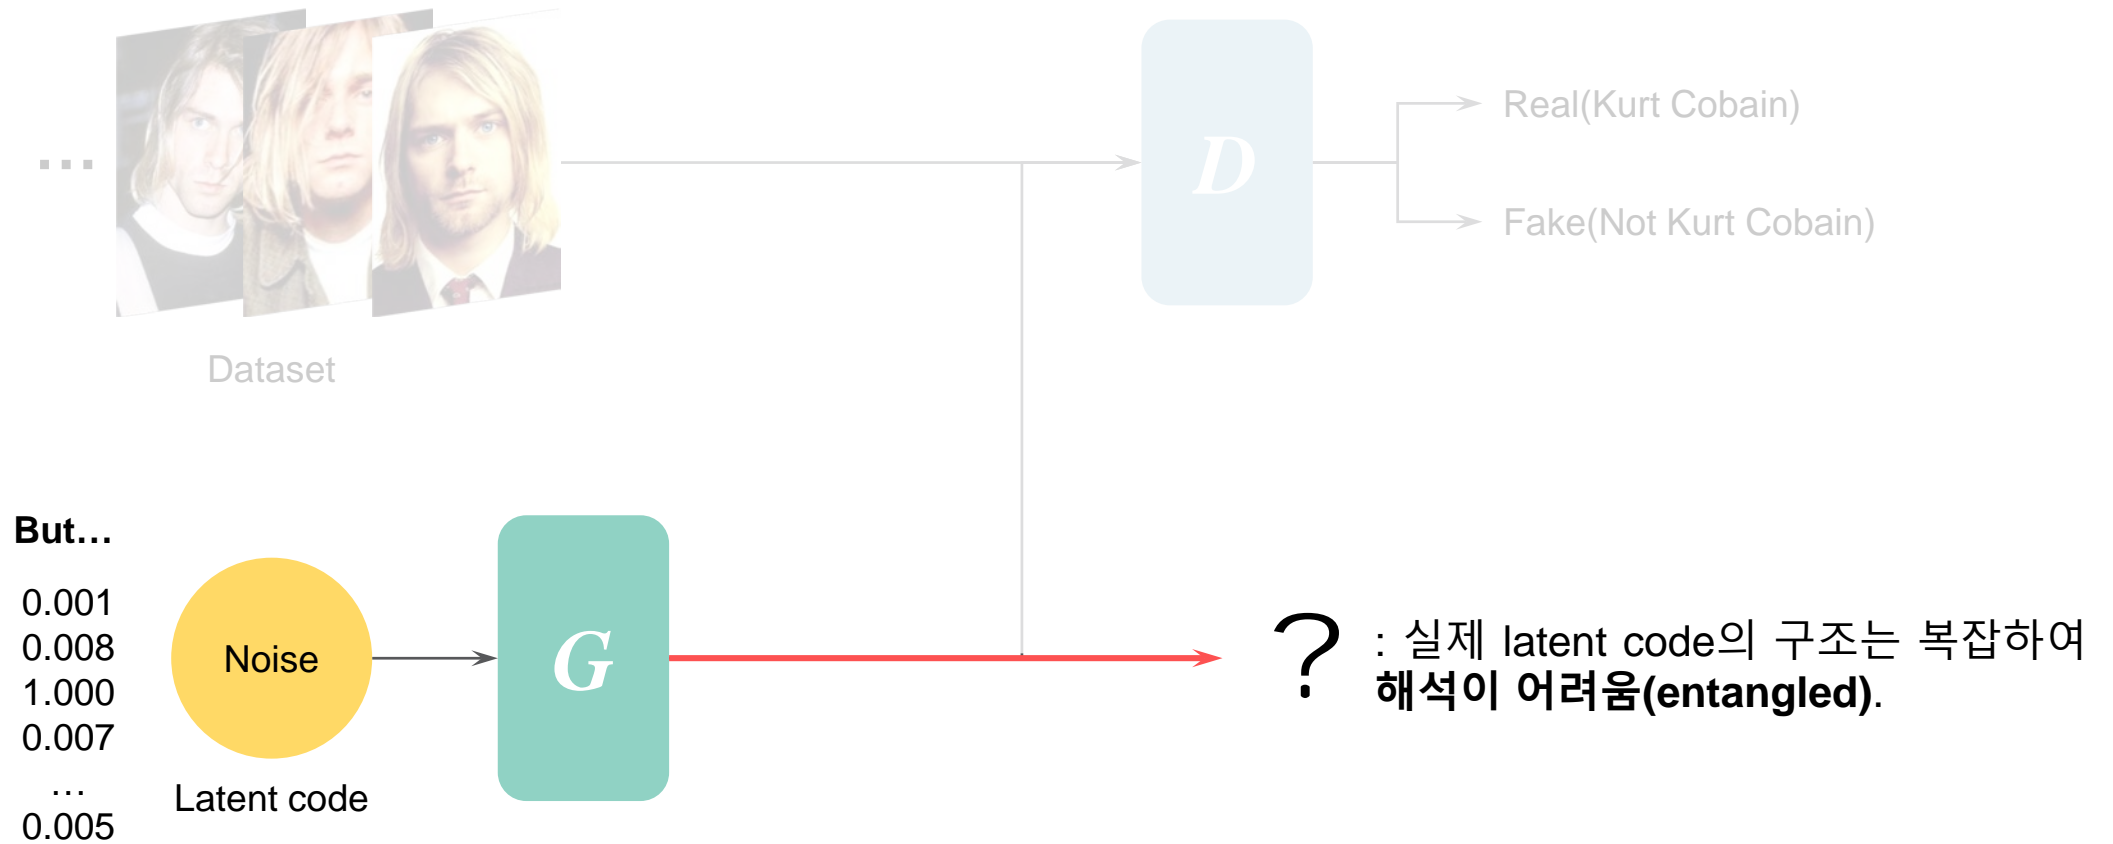 ...
D
Real(Kurt Cobain)
Fake(Not Kurt Cobain)
Dataset
But...
0.001
0.008
1.000
0.007
...
0.005
Noise
Latent code
G
? : 실제 latent code의 구조는 복잡하여
해석이 어려움(entangled).